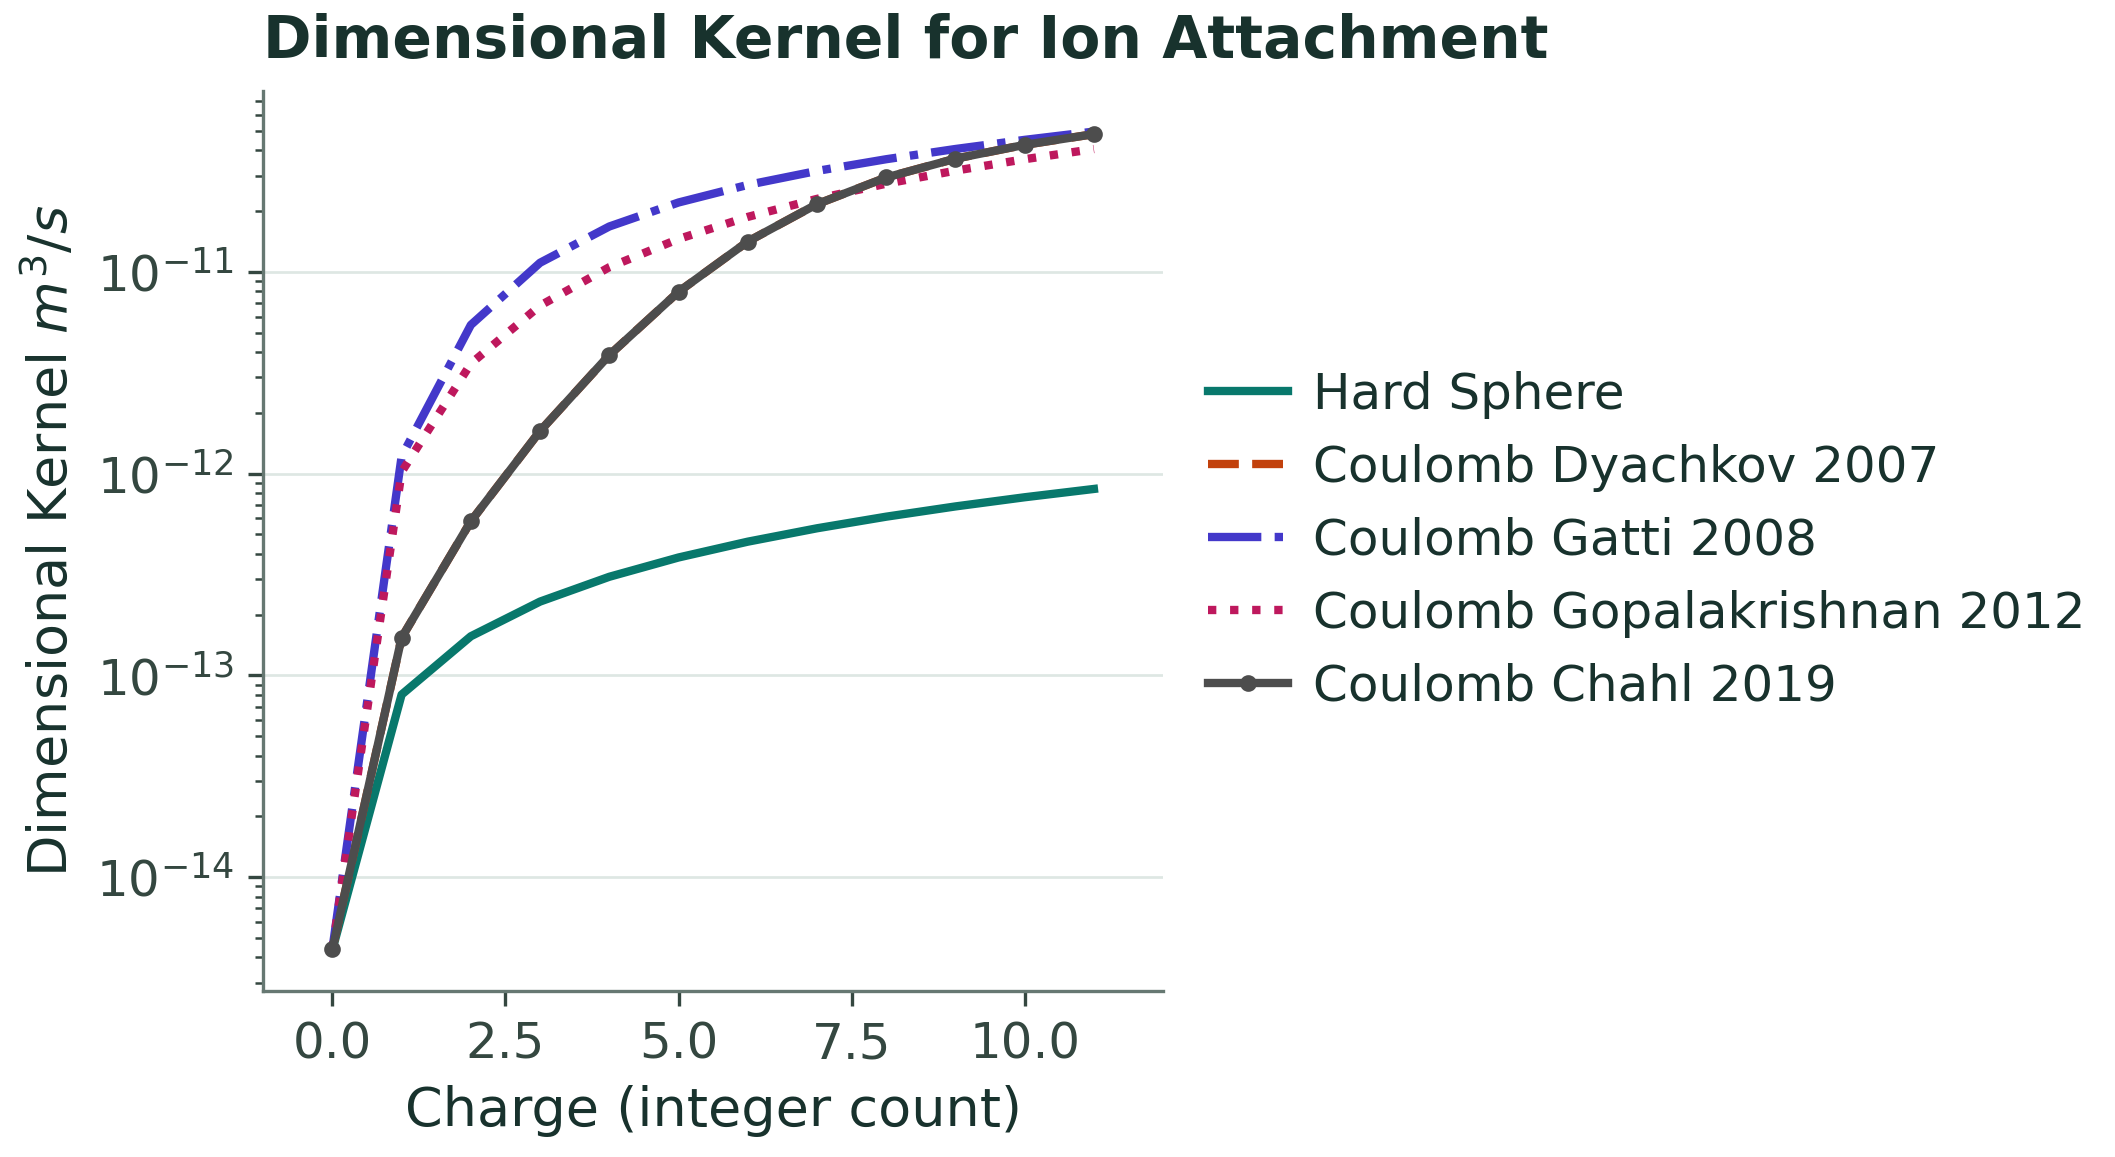 Dimensional Kernel for Ion Attachment
Dimensional Kernel m³/s
10⁻¹¹
10⁻¹²
10⁻¹³
10⁻¹⁴
0.0 2.5 5.0 7.5 10.0
Charge (integer count)
Hard Sphere
Coulomb Dyachkov 2007
Coulomb Gatti 2008
Coulomb Gopalakrishnan 2012
Coulomb Chahl 2019